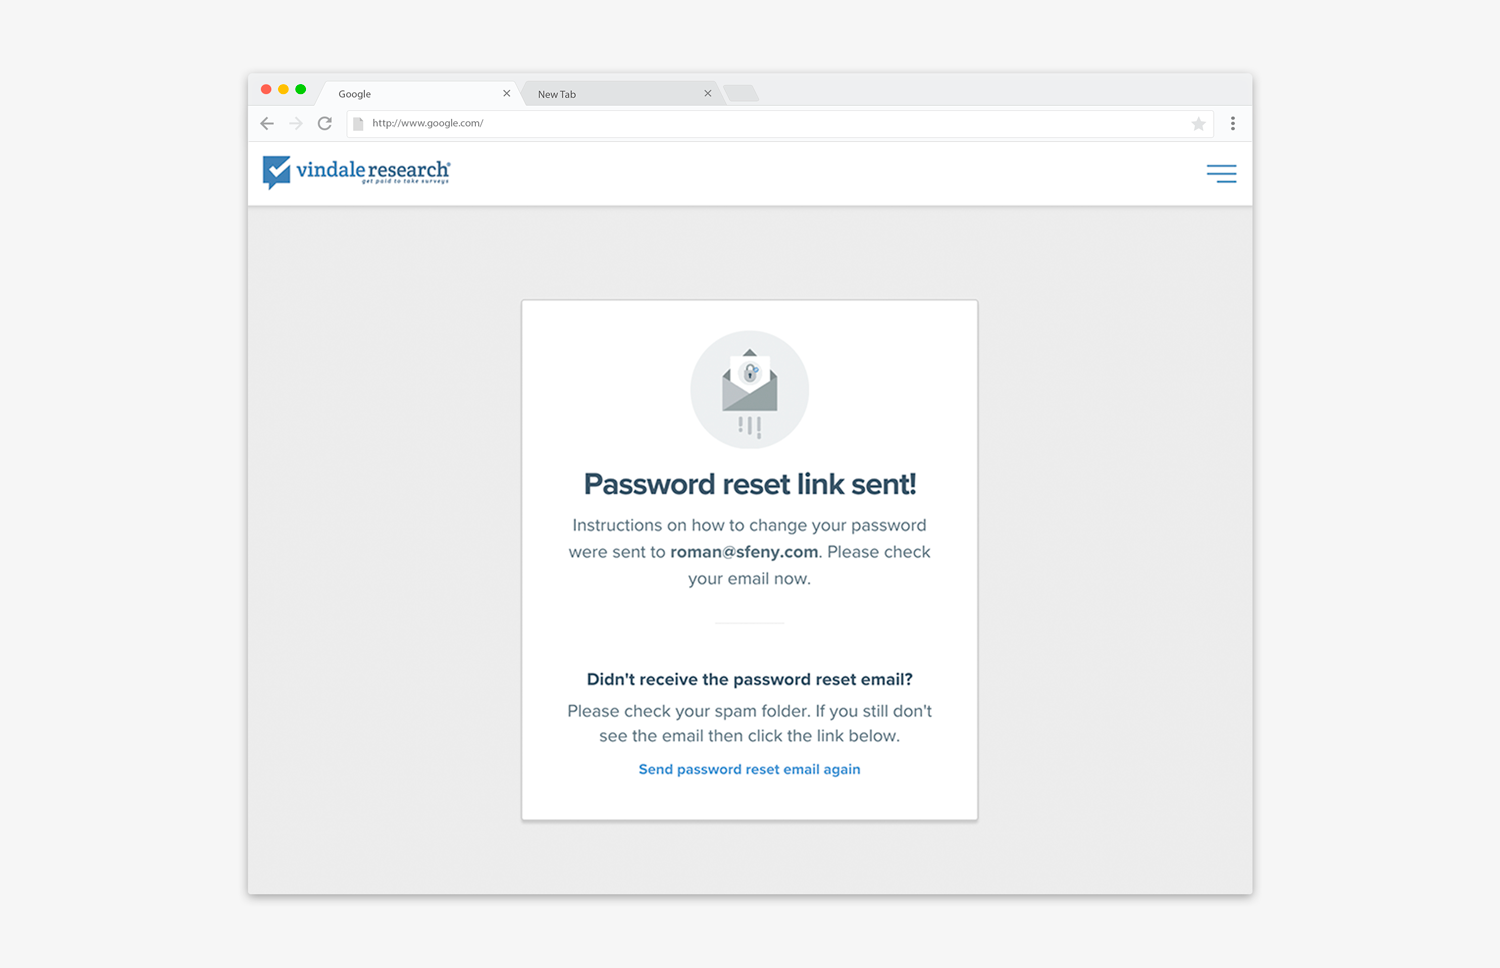 Google
New Tab
http://www.google.com/
vindale research®
get paid to take surveys
Password reset link sent!
Instructions on how to change your password
were sent to roman@sfeny.com. Please check
your email now.
Didn't receive the password reset email?
Please check your spam folder. If you still don't
see the email then click the link below.
Send password reset email again